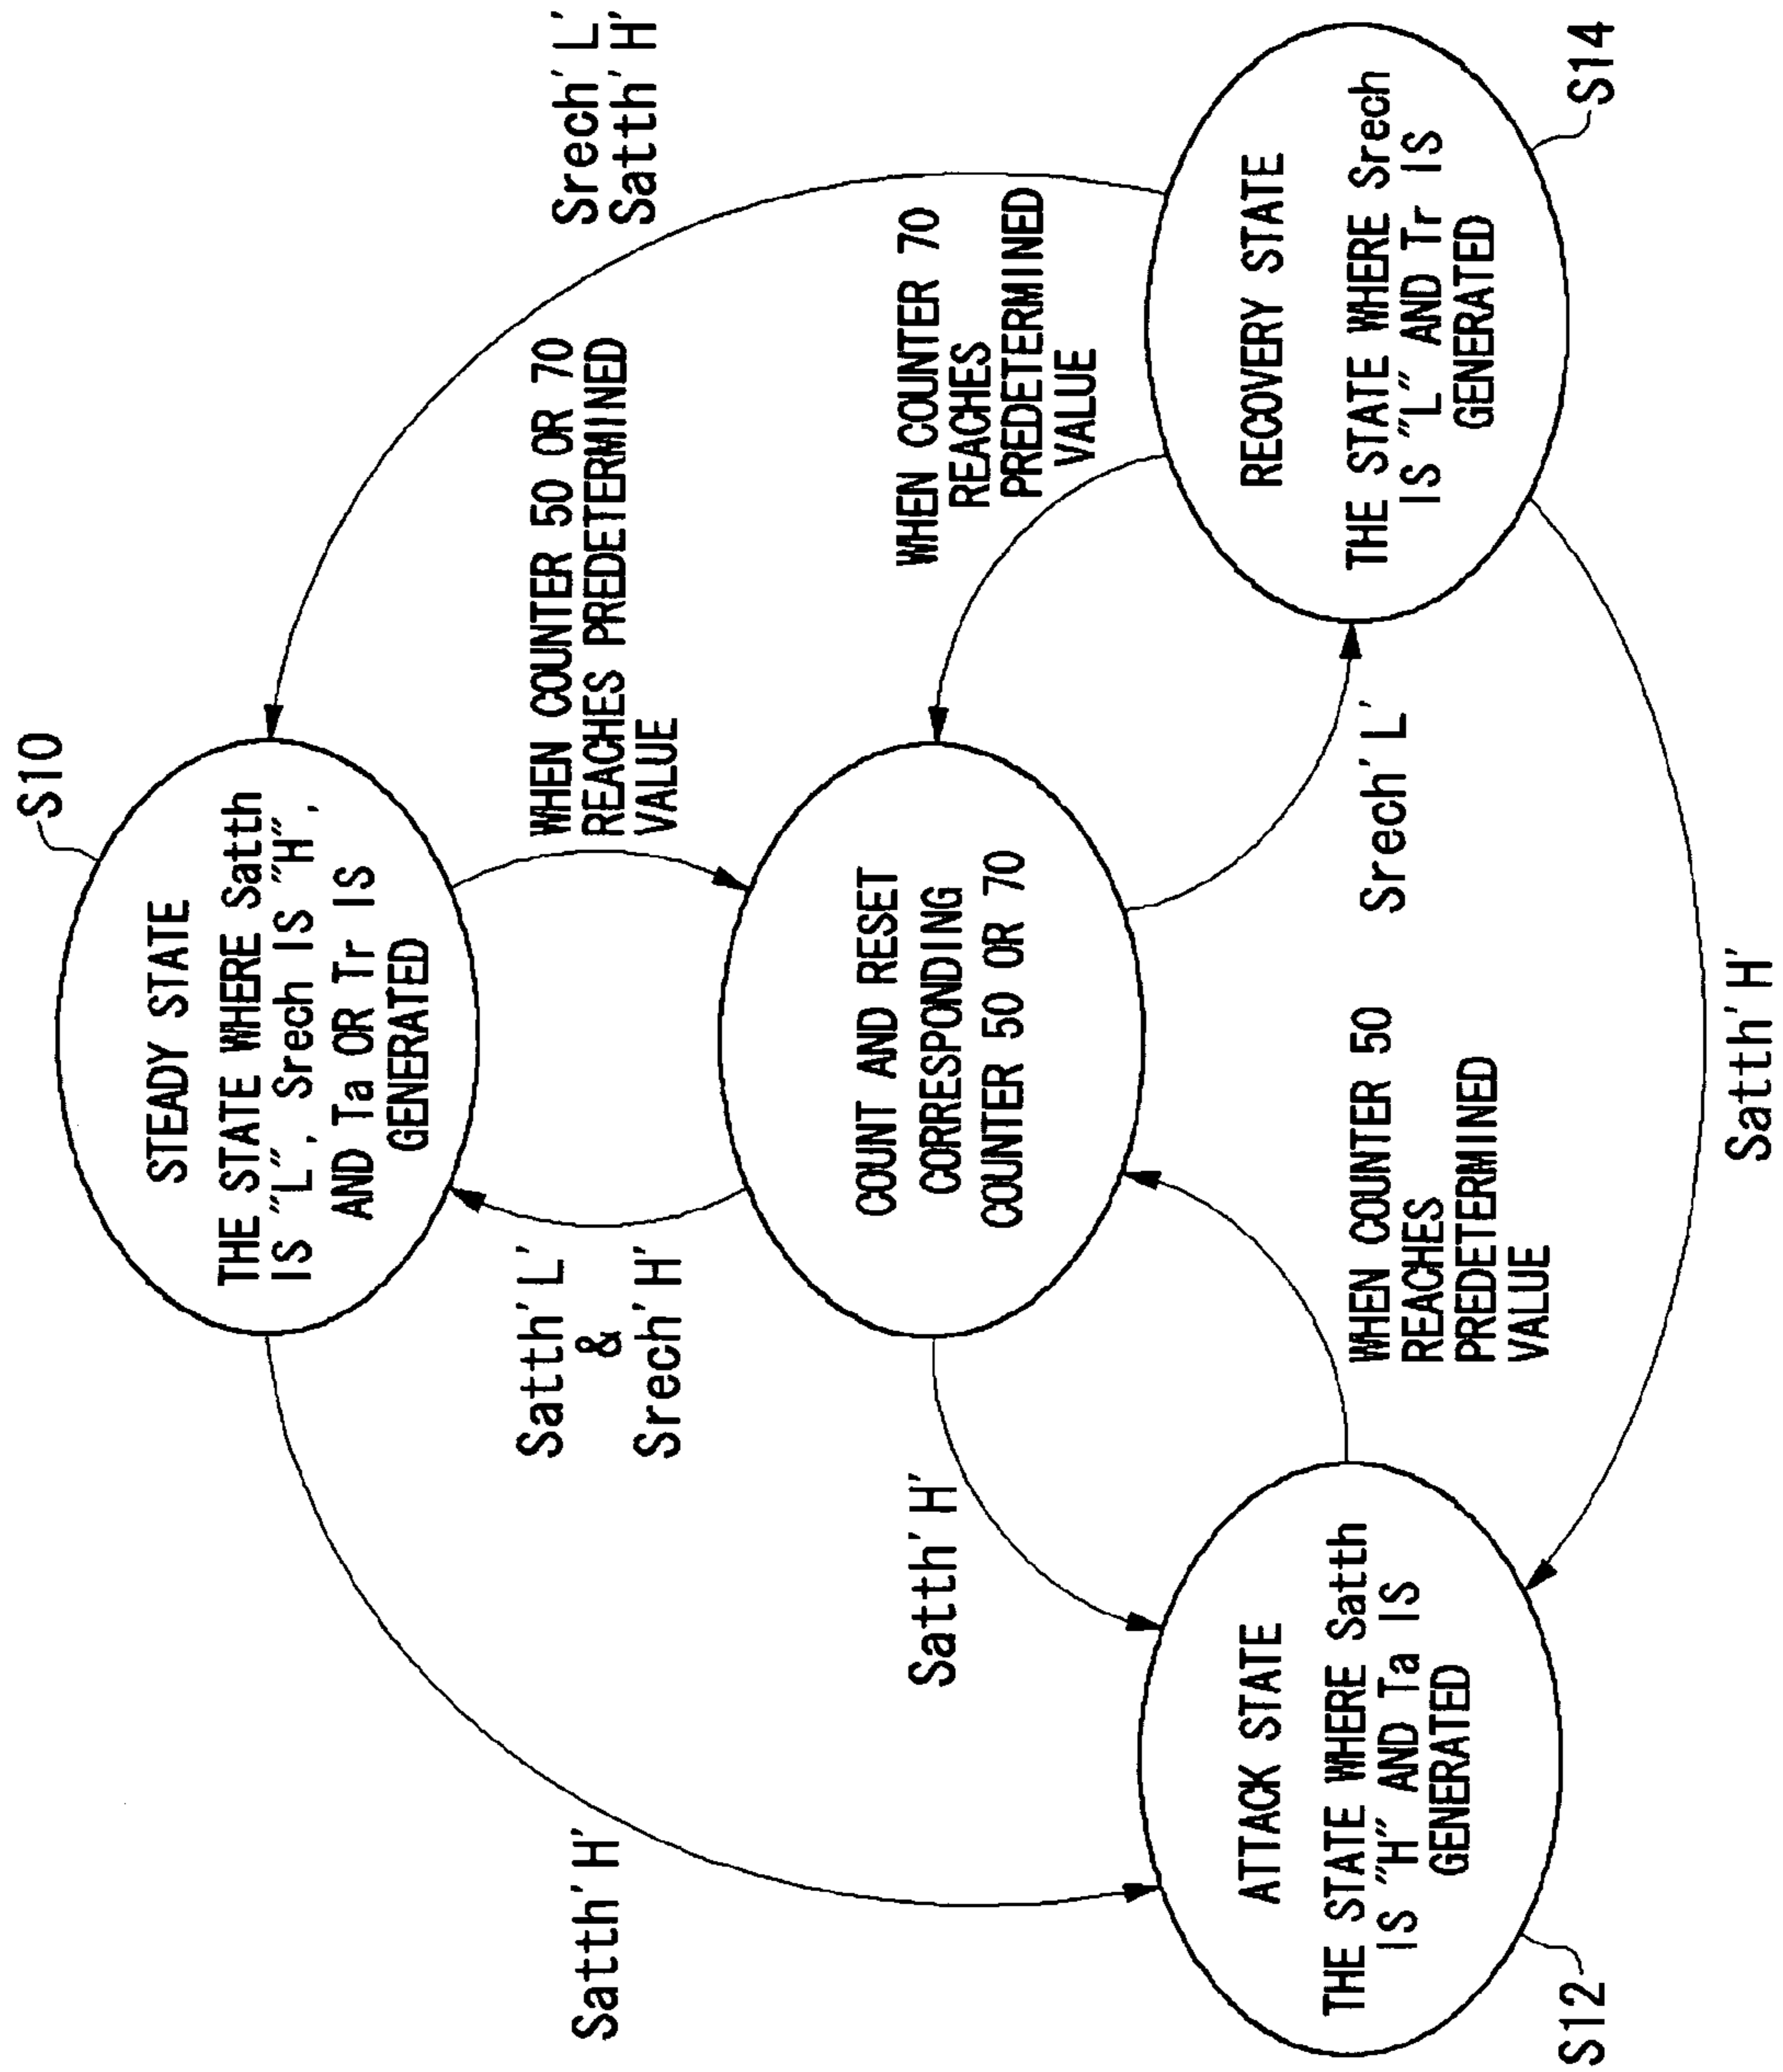 S10
STEADY STATE
THE STATE WHERE Satth
IS "L", Srech IS "H",
AND Ta OR Tr IS
GENERATED
Satth'H'
Satth'L'
&
Srech'H'
WHEN COUNTER 50 OR 70
REACHES PREDETERMINED
VALUE
Srech'L'
Satth'H'
COUNT AND RESET
CORRESPONDING
COUNTER 50 OR 70
Satth'H'
WHEN COUNTER 70
REACHES
PREDETERMINED
VALUE
ATTACK STATE
THE STATE WHERE Satth
IS "H" AND Ta IS
GENERATED
S12
WHEN COUNTER 50
REACHES
PREDETERMINED
VALUE
Srech'L'
RECOVERY STATE
THE STATE WHERE Srech
IS "L" AND Tr IS
GENERATED
S14
Satth'H'